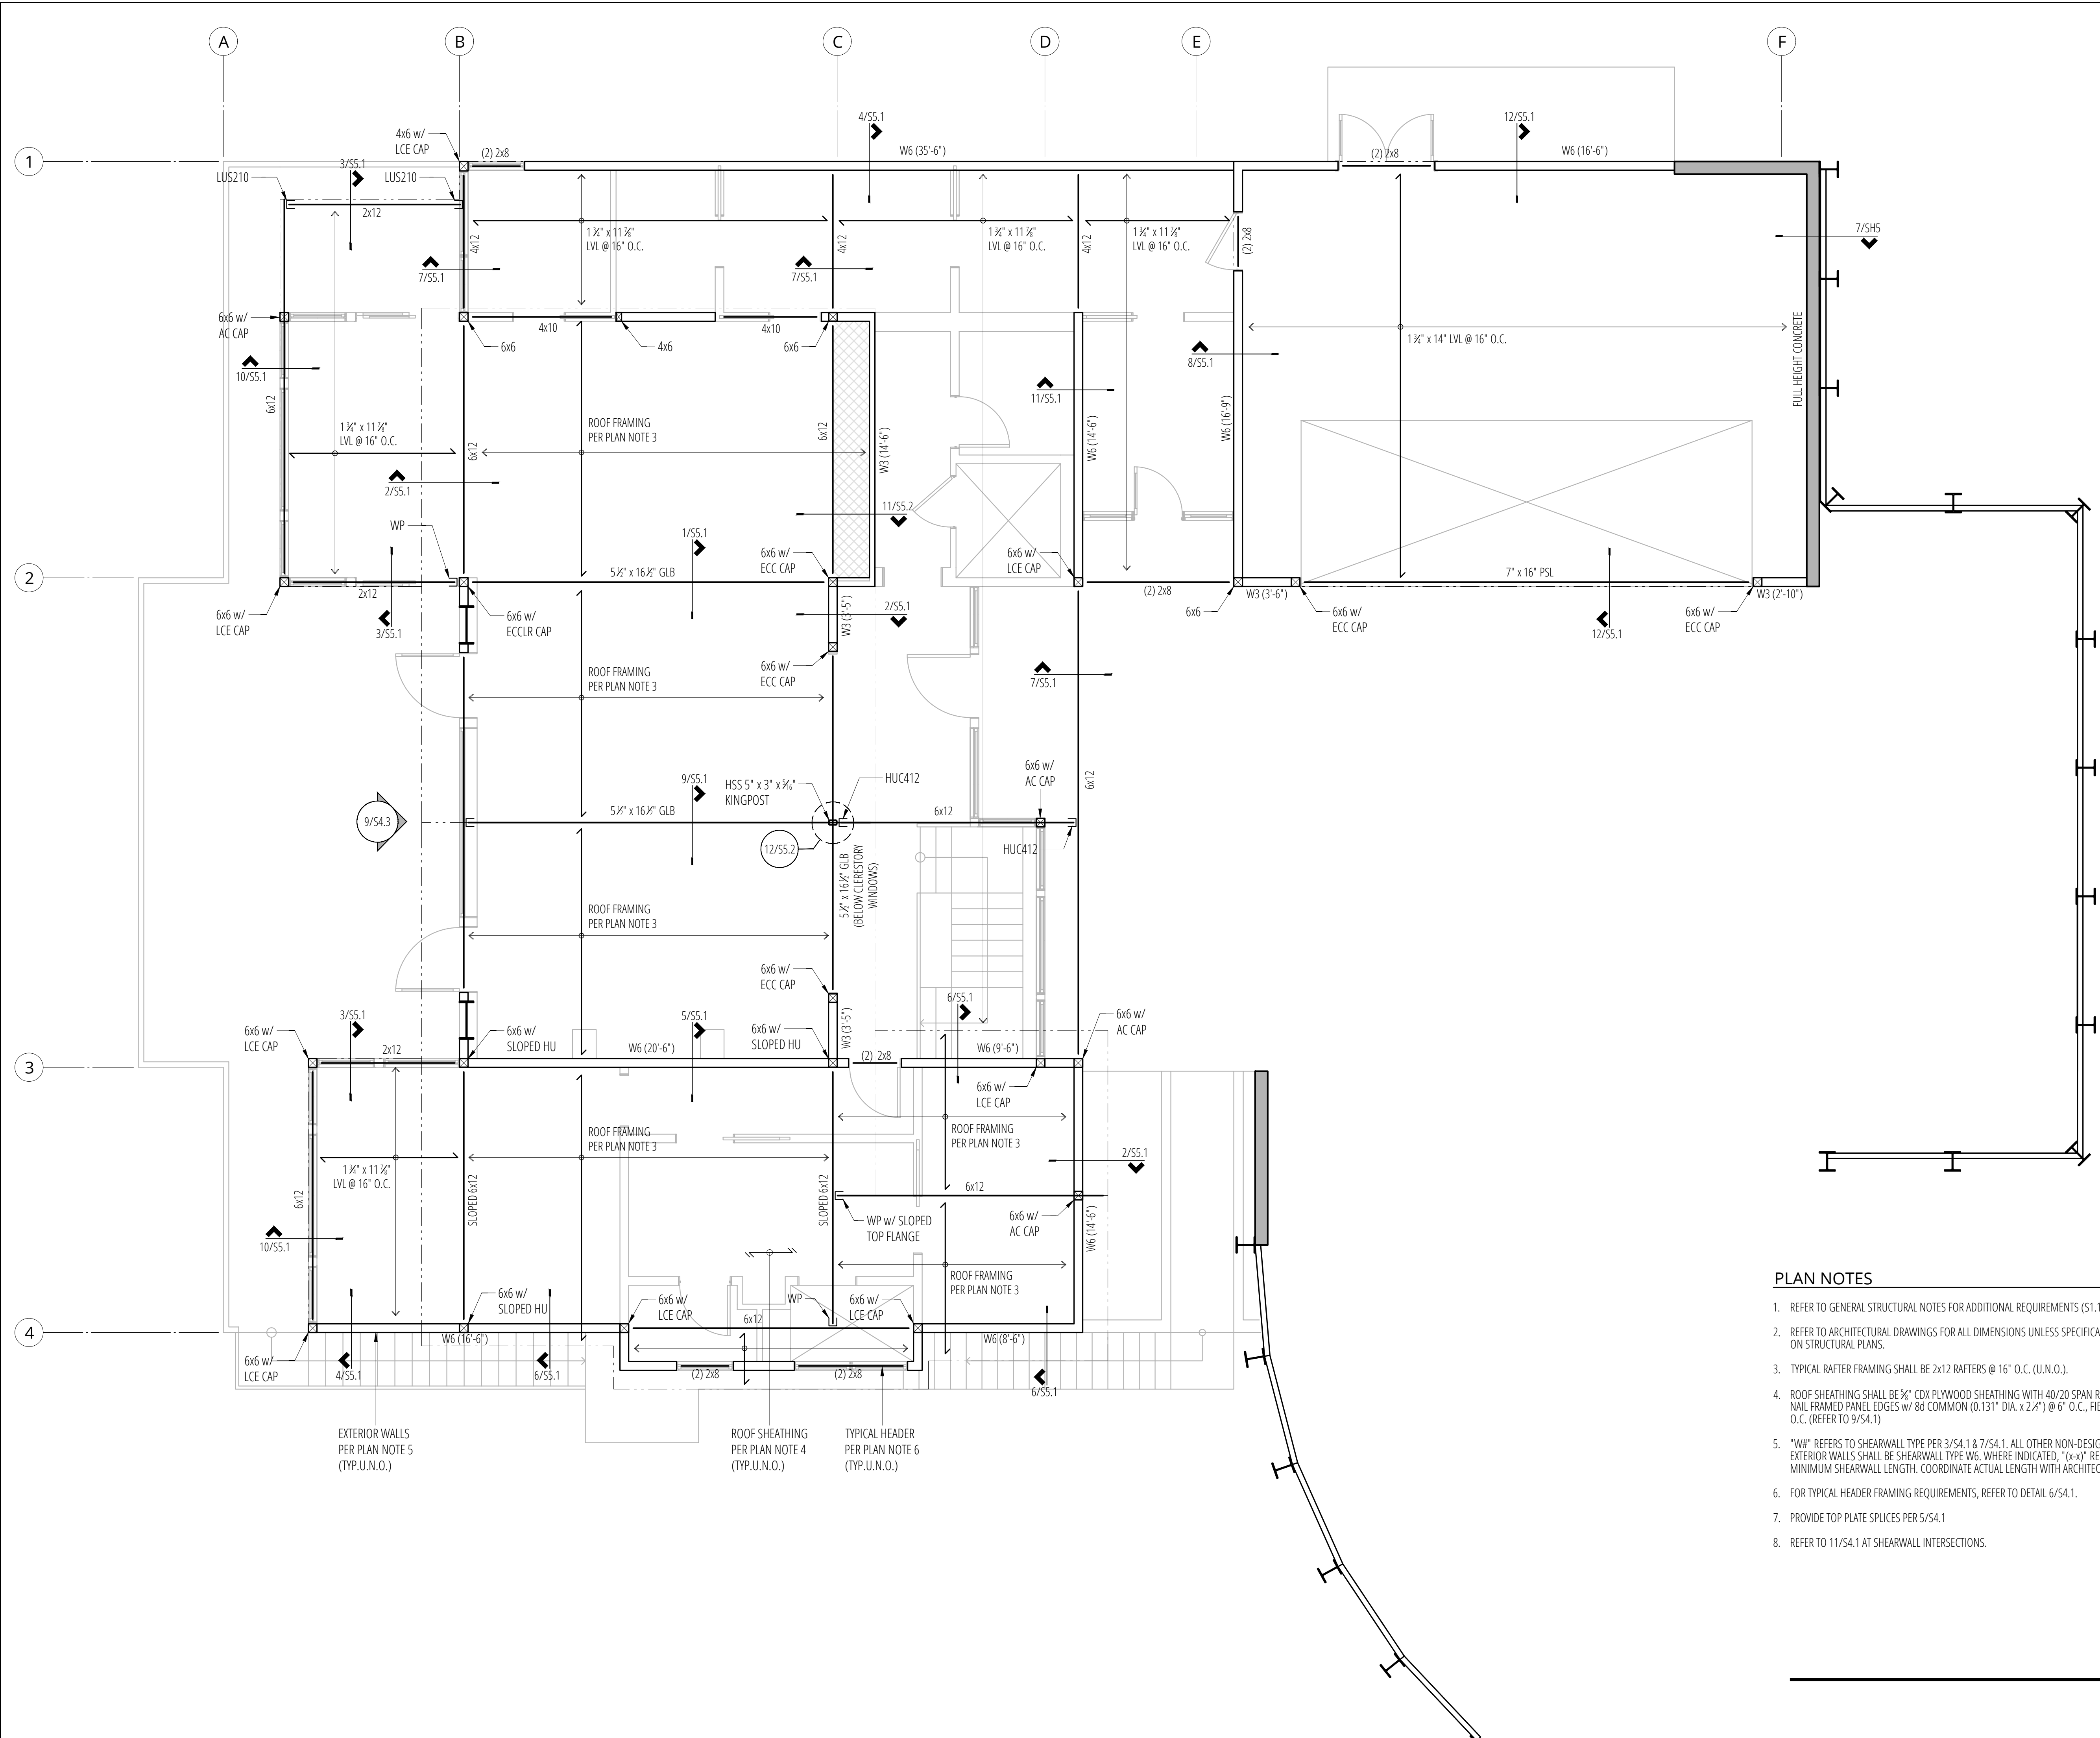 A
B
C
D
E
F
1
2
3
4
4x6 w/
LCE CAP
(2) 2x8
4/S5.1
W6 (35'-6")
12/S5.1
(2) 2x8
W6 (16'-6")
3/S5.1
LUS210
LUS210
2x12
4x12
1 ¾" x 11 ⅞"
LVL @ 16" O.C.
4x12
1 ¾" x 11 ⅞"
LVL @ 16" O.C.
4x12
1 ¾" x 11 ⅞"
LVL @ 16" O.C.
(2) 2x8
7/SH5
7/S5.1
7/S5.1
6x6 w/
AC CAP
4x10
4x10
6x6
4x6
6x6
1 ¾" x 14" LVL @ 16" O.C.
FULL HEIGHT CONCRETE
8/S5.1
10/S5.1
11/S5.1
6x12
1 ¾" x 11 ⅞"
LVL @ 16" O.C.
6x12
ROOF FRAMING
PER PLAN NOTE 3
6x12
W3 (14'-6")
W6 (14'-6")
W6 (16'-9")
2/S5.1
WP
11/S5.2
1/S5.1
6x6 w/
ECC CAP
6x6 w/
LCE CAP
5 ½" x 16 ½" GLB
7" x 16" PSL
2x12
(2) 2x8
W3 (3'-6")
W3 (2'-10")
6x6 w/
LCE CAP
3/S5.1
6x6 w/
ECCLR CAP
W3 (3'-5")
2/S5.1
6x6
6x6 w/
ECC CAP
12/S5.1
6x6 w/
ECC CAP
ROOF FRAMING
PER PLAN NOTE 3
6x6 w/
ECC CAP
7/S5.1
9/S5.1
HSS 5" x 3" x 5/16"
KINGPOST
HUC412
6x6 w/
AC CAP
6x12
9/S4.3
5 ½" x 16 ½" GLB
6x12
12/S5.2
HUC412
5 ½" x 16 ½" GLB
(BELOW CLERESTORY
WINDOWS)
ROOF FRAMING
PER PLAN NOTE 3
6x6 w/
ECC CAP
6/S5.1
3/S5.1
6x6 w/
LCE CAP
2x12
6x6 w/
SLOPED HU
5/S5.1
W6 (20'-6")
6x6 w/
SLOPED HU
W3 (3'-5")
(2) 2x8
W6 (9'-6")
6x6 w/
AC CAP
6x6 w/
LCE CAP
ROOF FRAMING
PER PLAN NOTE 3
ROOF FRAMING
PER PLAN NOTE 3
2/S5.1
1 ¾" x 11 ⅞"
LVL @ 16" O.C.
6x12
SLOPED 6x12
SLOPED 6x12
6x12
WP w/ SLOPED
TOP FLANGE
6x6 w/
AC CAP
W6 (14'-6")
10/S5.1
ROOF FRAMING
PER PLAN NOTE 3
6x6 w/
SLOPED HU
6x6 w/
LCE CAP
WP
6x6 w/
LCE CAP
6x12
W6 (16'-6")
W6 (8'-6")
6x6 w/
LCE CAP
4/S5.1
6/S5.1
(2) 2x8
(2) 2x8
6/S5.1
EXTERIOR WALLS
PER PLAN NOTE 5
(TYP.U.N.O.)
ROOF SHEATHING
PER PLAN NOTE 4
(TYP.U.N.O.)
TYPICAL HEADER
PER PLAN NOTE 6
(TYP.U.N.O.)
PLAN NOTES
1. REFER TO GENERAL STRUCTURAL NOTES FOR ADDITIONAL REQUIREMENTS (S1.1
2. REFER TO ARCHITECTURAL DRAWINGS FOR ALL DIMENSIONS UNLESS SPECIFICA
ON STRUCTURAL PLANS.
3. TYPICAL RAFTER FRAMING SHALL BE 2x12 RAFTERS @ 16" O.C. (U.N.O.).
4. ROOF SHEATHING SHALL BE ⅝" CDX PLYWOOD SHEATHING WITH 40/20 SPAN R
NAIL FRAMED PANEL EDGES w/ 8d COMMON (0.131" DIA. x 2 ½") @ 6" O.C., FIE
O.C. (REFER TO 9/S4.1)
5. "W#" REFERS TO SHEARWALL TYPE PER 3/S4.1 & 7/S4.1. ALL OTHER NON-DESIG
EXTERIOR WALLS SHALL BE SHEARWALL TYPE W6. WHERE INDICATED, "(x-x)" RE
MINIMUM SHEARWALL LENGTH. COORDINATE ACTUAL LENGTH WITH ARCHITEC
6. FOR TYPICAL HEADER FRAMING REQUIREMENTS, REFER TO DETAIL 6/S4.1.
7. PROVIDE TOP PLATE SPLICES PER 5/S4.1
8. REFER TO 11/S4.1 AT SHEARWALL INTERSECTIONS.